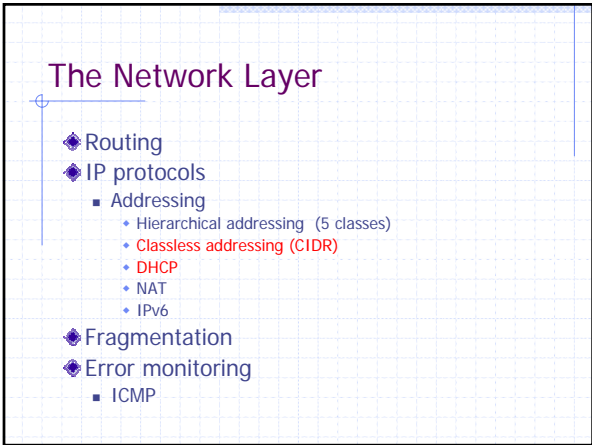 The Network Layer
Routing
IP protocols
Addressing
Hierarchical addressing (5 classes)
Classless addressing (CIDR)
DHCP
NAT
IPv6
Fragmentation
Error monitoring
ICMP